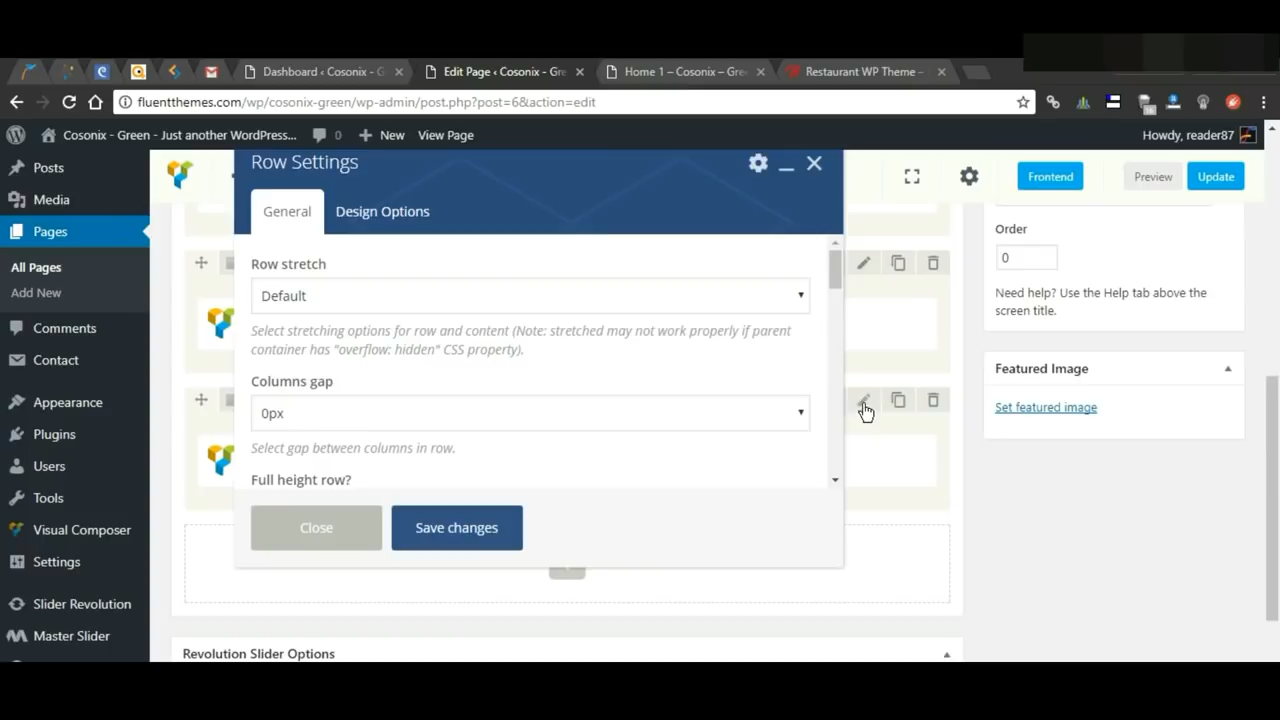 Dashboard ‹ Cosonix - G
Edit Page ‹ Cosonix - Gre
Home 1 – Cosonix – Gre
Restaurant WP Theme –
fluentthemes.com/wp/cosonix-green/wp-admin/post.php?post=6&action=edit
Cosonix - Green - Just another WordPress...
0
New
View Page
Howdy, reader87
Posts
Media
Pages
All Pages
Add New
Comments
Contact
Appearance
Plugins
Users
Tools
Visual Composer
Settings
Slider Revolution
Master Slider
Row Settings
General
Design Options
Row stretch
Default
Select stretching options for row and content (Note: stretched may not work properly if parent
container has "overflow: hidden" CSS property).
Columns gap
0px
Select gap between columns in row.
Full height row?
Close
Save changes
Revolution Slider Options
Frontend
Preview
Update
Order
0
Need help? Use the Help tab above the
screen title.
Featured Image
Set featured image